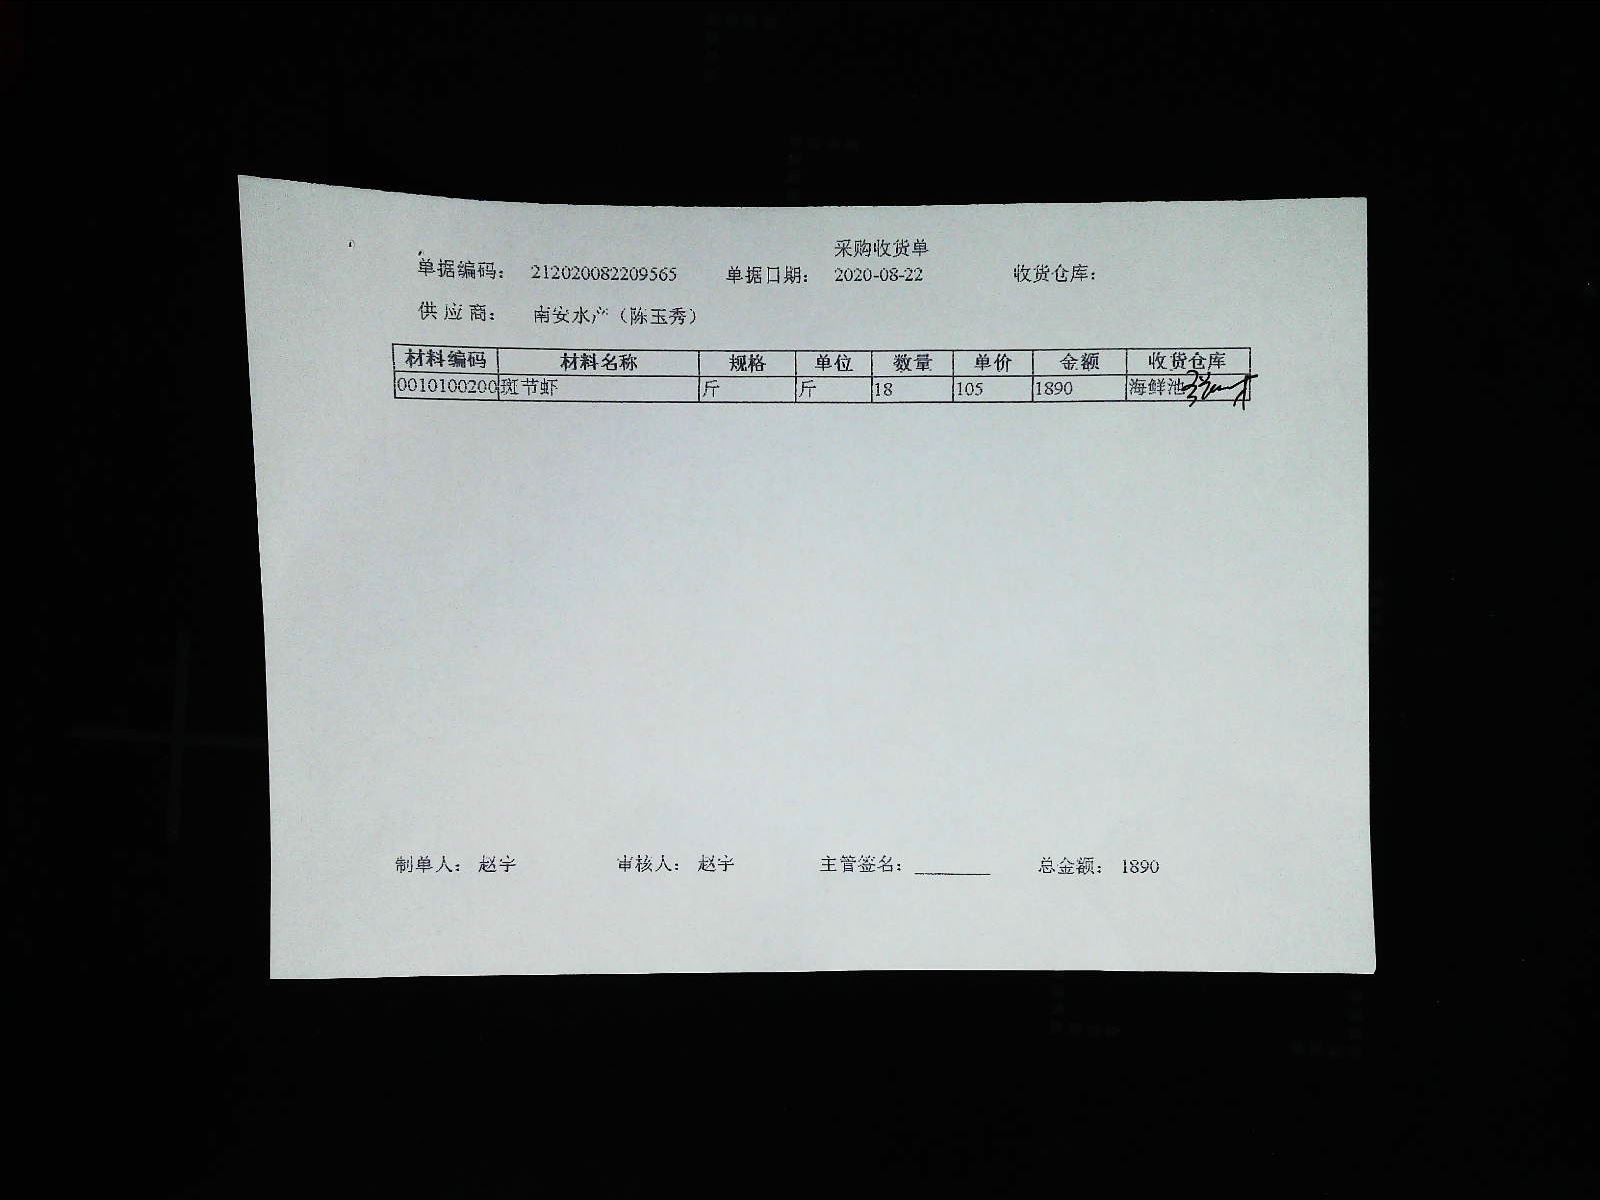 采购收货单
单据编码： 212020082209565 单据日期： 2020-08-22 收货仓库：
供应商： 南安水产（陈玉秀）
材料编码 材料名称 规格 单位 数量 单价 金额 收货仓库
0010100200 斑节虾 斤 斤 18 105 1890 海鲜池
制单人： 赵宇 审核人： 赵宇 主管签名： 总金额： 1890